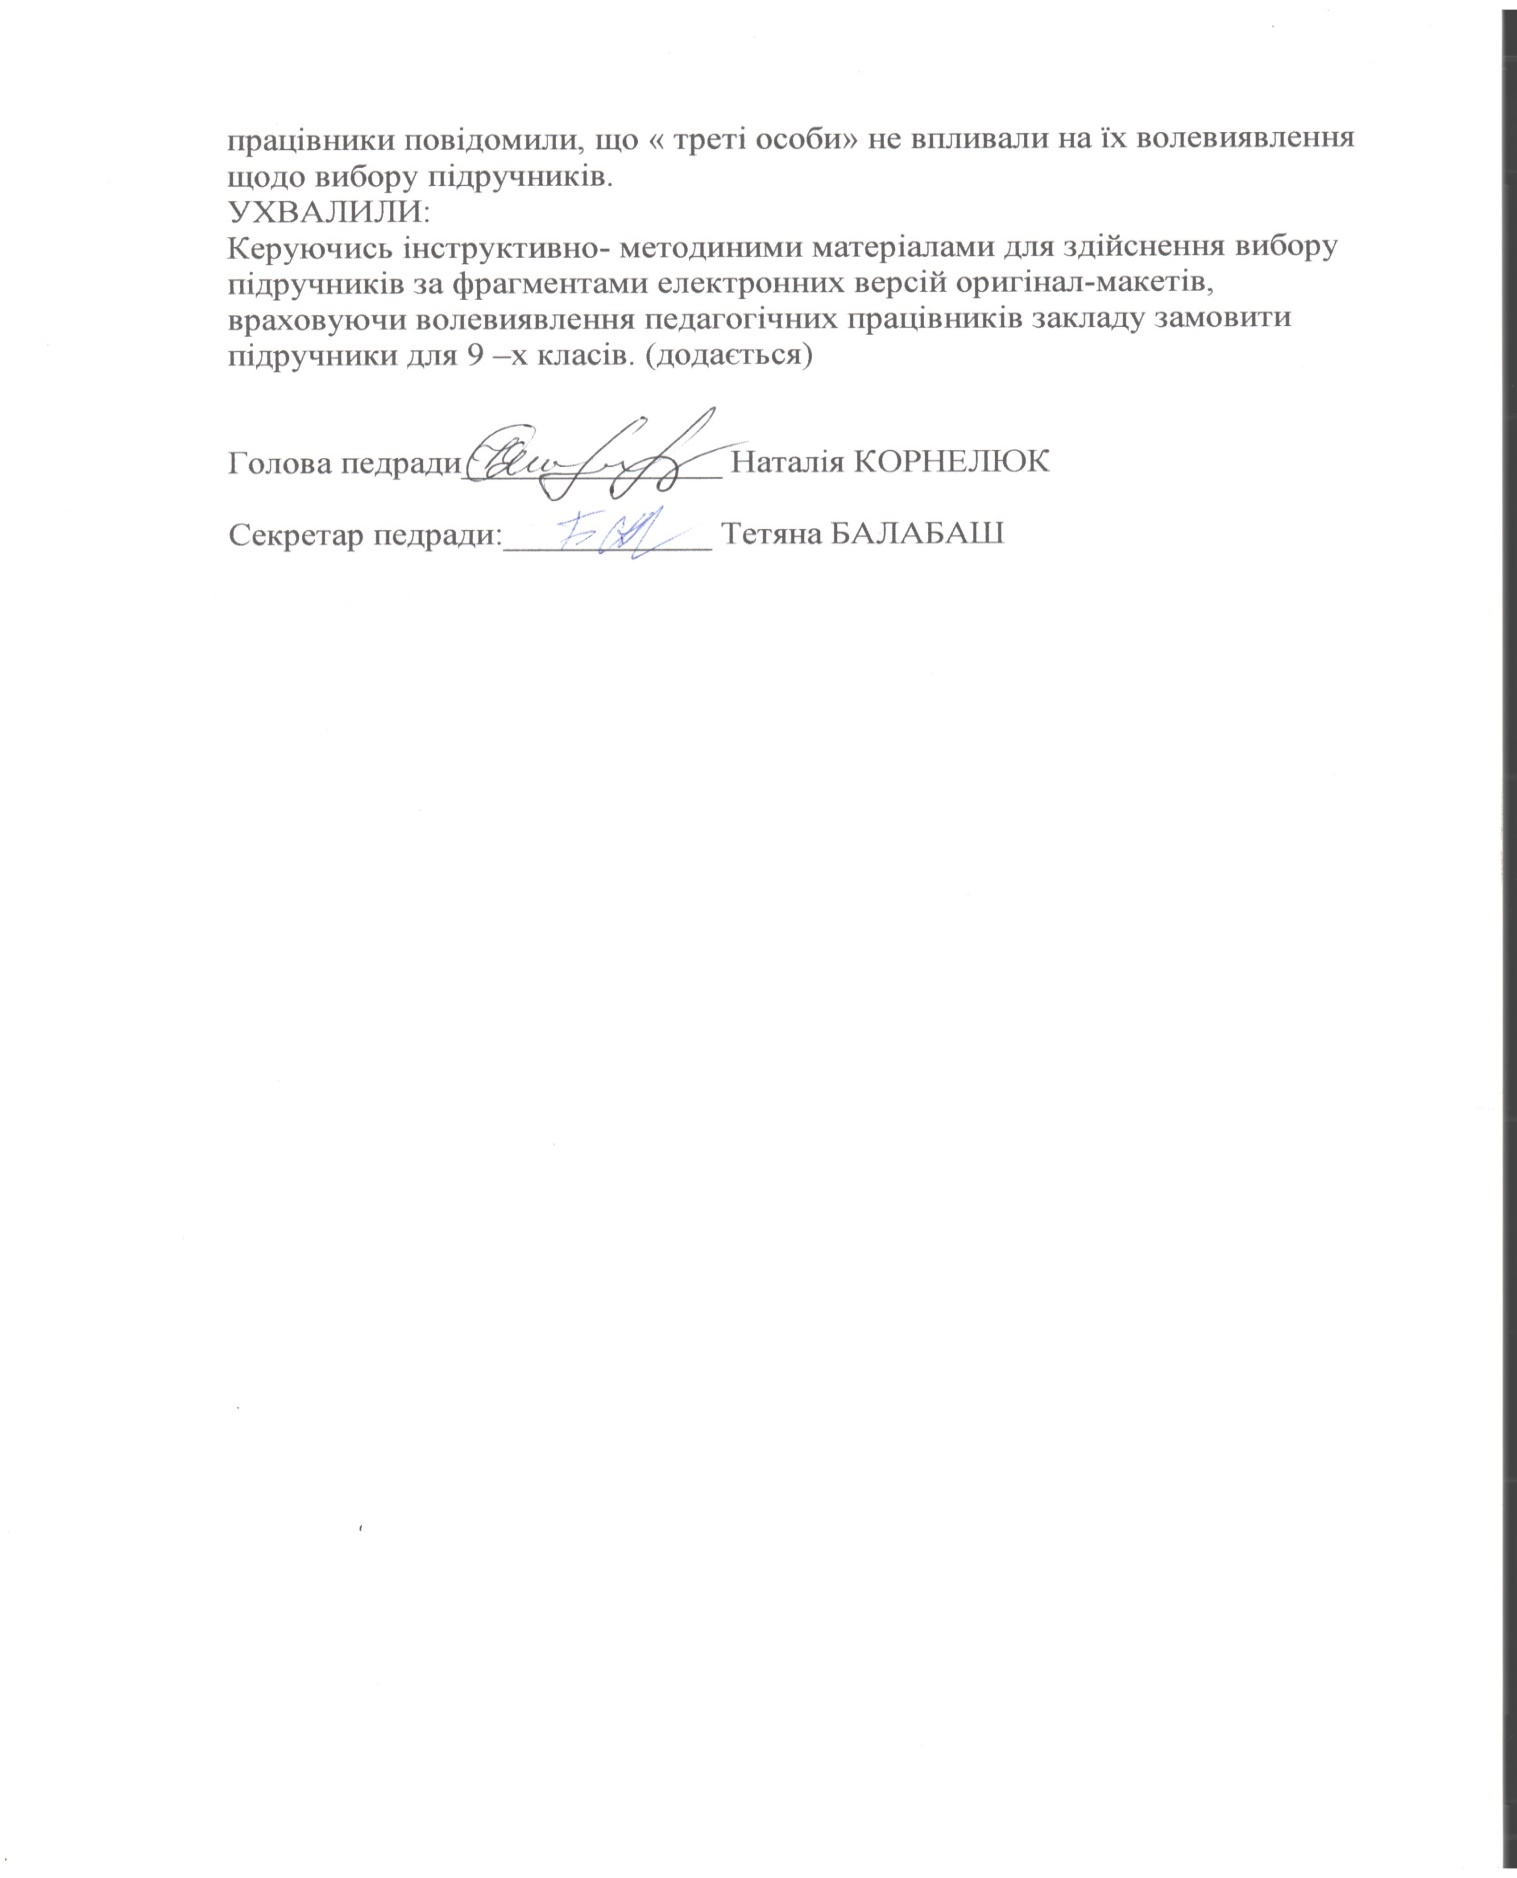 працівники повідомили, що « треті особи» не впливали на їх волевиявлення
щодо вибору підручників.
УХВАЛИЛИ:
Керуючись інструктивно- методиними матеріалами для здійснення вибору
підручників за фрагментами електронних версій оригінал-макетів,
враховуючи волевиявлення педагогічних працівників закладу замовити
підручники для 9 –х класів. (додається)
Голова педради_______________ Наталія КОРНЕЛЮК
Секретар педради:____________ Тетяна БАЛАБАШ